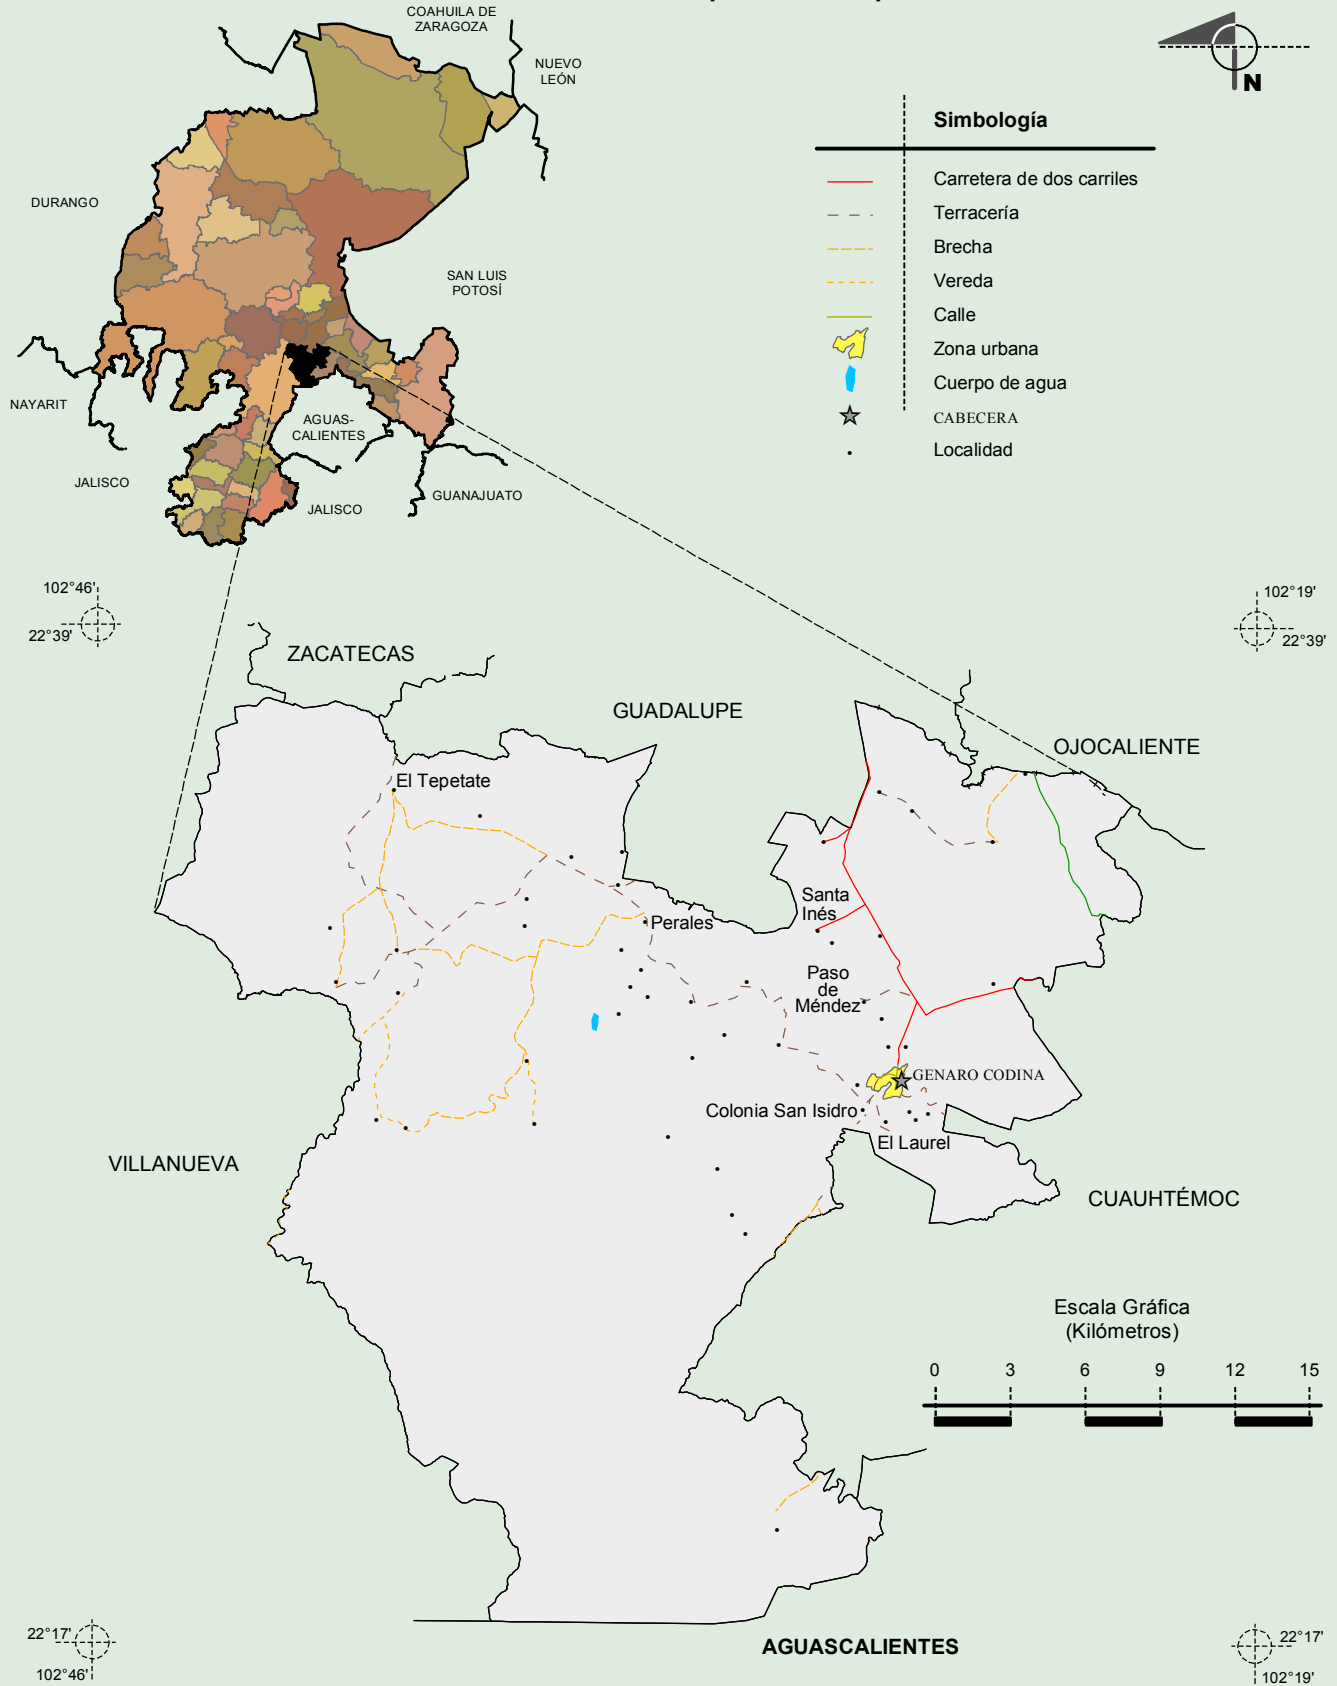 COAHUILA DE
ZARAGOZA
NUEVO
LEÓN
DURANGO
SAN LUIS
POTOSÍ
NAYARIT
AGUAS-
CALIENTES
JALISCO
JALISCO
GUANAJUATO
N
Simbología
Carretera de dos carriles
Terracería
Brecha
Vereda
Calle
Zona urbana
Cuerpo de agua
CABECERA
Localidad
102°46'
22°39'
102°19'
22°39'
ZACATECAS
GUADALUPE
OJOCALIENTE
El Tepetate
Santa
Inés
Perales
Paso
de
Méndez
GENARO CODINA
Colonia San Isidro
El Laurel
VILLANUEVA
CUAUHTÉMOC
Escala Gráfica
(Kilómetros)
0 3 6 9 12 15
22°17'
102°46'
AGUASCALIENTES
22°17'
102°19'